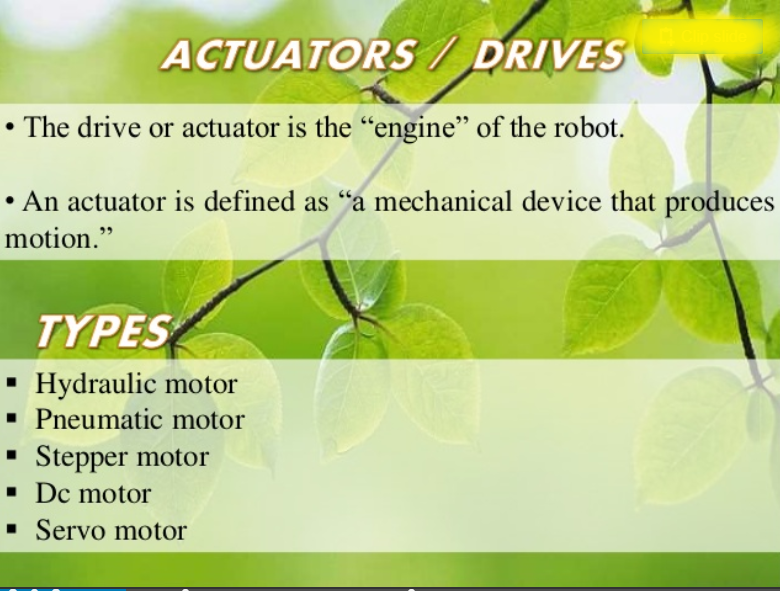 ACTUATORS / DRIVES
• The drive or actuator is the “engine” of the robot.
• An actuator is defined as “a mechanical device that produces
motion.”
TYPES
▪ Hydraulic motor
▪ Pneumatic motor
▪ Stepper motor
▪ Dc motor
▪ Servo motor